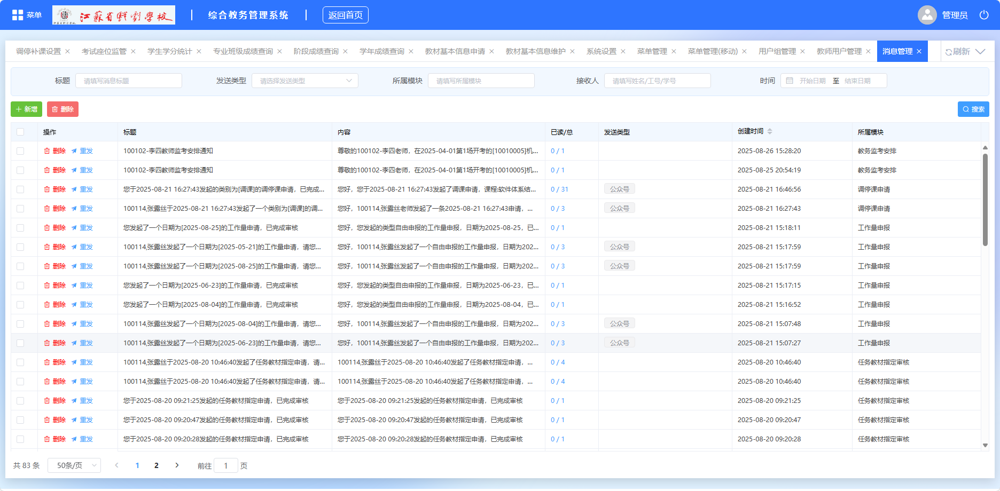 菜单 江苏省戏剧学校 综合教务管理系统 返回首页 管理员
调停补课设置 考试座位监管 学生学分统计 专业班级成绩查询 阶段成绩查询 学年成绩查询 教材基本信息申请 教材基本信息维护 系统设置 菜单管理 菜单管理(移动) 用户组管理 教师用户管理 消息管理 刷新
标题 请填写消息标题 发送类型 请选择发送类型 所属模块 请填写所属模块 接收人 请填写姓名/工号/学号 时间 开始日期 至 结束日期
新增 删除 搜索
操作 标题 内容 已读/总 发送类型 创建时间 所属模块
删除 重发 100102-李四教师监考安排通知 尊敬的100102-李四老师，在2025-04-01第1场开考的[10010005]机... 0 / 1 2025-08-26 15:28:20 教务监考安排
删除 重发 100102-李四教师监考安排通知 尊敬的100102-李四老师，在2025-04-01第1场开考的[10010005]机... 0 / 1 2025-08-25 20:54:19 教务监考安排
删除 重发 您于2025-08-21 16:27:43发起的类别为[调课]的调停课申请，已完成... 您好，您于2025-08-21 16:27:43发起了调课申请，课程:软件体系结... 0 / 31 公众号 2025-08-21 16:46:56 调停课申请
删除 重发 100114,张露丝于2025-08-21 16:27:43发起了一个类别为[调课]的调... 您好，100114,张露丝老师发起了一条2025-08-21 16:27:43申请，... 0 / 3 公众号 2025-08-21 16:27:43 调停课申请
删除 重发 您发起了一个日期为[2025-08-25]的工作量申请，已完成审核 您好，您发起的类型自由申报的工作量申报，日期为2025-08-25，已... 0 / 1 2025-08-21 15:18:11 工作量申报
删除 重发 100114,张露丝发起了一个日期为[2025-05-21]的工作量申请，请您... 您好，100114,张露丝发起了一个自由申报的工作量申报，日期为202... 0 / 3 公众号 2025-08-21 15:17:59 工作量申报
删除 重发 100114,张露丝发起了一个日期为[2025-08-25]的工作量申请，请您... 您好，100114,张露丝发起了一个自由申报的工作量申报，日期为202... 0 / 3 公众号 2025-08-21 15:17:59 工作量申报
删除 重发 您发起了一个日期为[2025-06-23]的工作量申请，已完成审核 您好，您发起的类型自由申报的工作量申报，日期为2025-06-23，已... 0 / 1 2025-08-21 15:17:15 工作量申报
删除 重发 您发起了一个日期为[2025-08-04]的工作量申请，已完成审核 您好，您发起的类型自由申报的工作量申报，日期为2025-08-04，已... 0 / 1 2025-08-21 15:16:52 工作量申报
删除 重发 100114,张露丝发起了一个日期为[2025-08-04]的工作量申请，请您... 您好，100114,张露丝发起了一个自由申报的工作量申报，日期为202... 0 / 3 公众号 2025-08-21 15:07:48 工作量申报
删除 重发 100114,张露丝发起了一个日期为[2025-06-23]的工作量申请，请您... 您好，100114,张露丝发起了一个自由申报的工作量申报，日期为202... 0 / 3 公众号 2025-08-21 15:07:27 工作量申报
删除 重发 100114,张露丝于2025-08-20 10:46:40发起了任务教材指定申请，请... 100114,张露丝于2025-08-20 10:46:40发起了任务教材指定申请，... 0 / 4 2025-08-20 10:46:40 任务教材指定审核
删除 重发 100114,张露丝于2025-08-20 10:46:40发起了任务教材指定申请，请... 100114,张露丝于2025-08-20 10:46:40发起了任务教材指定申请，... 0 / 4 2025-08-20 10:46:40 任务教材指定审核
删除 重发 您于2025-08-20 09:21:25发起的任务教材指定申请，已完成审核 您于2025-08-20 09:21:25发起的任务教材指定申请，已完成审核 0 / 1 2025-08-20 09:21:25 任务教材指定审核
删除 重发 您于2025-08-20 09:20:47发起的任务教材指定申请，已完成审核 您于2025-08-20 09:20:47发起的任务教材指定申请，已完成审核 0 / 1 2025-08-20 09:20:47 任务教材指定审核
删除 重发 您于2025-08-20 09:20:28发起的任务教材指定申请，已完成审核 您于2025-08-20 09:20:28发起的任务教材指定申请，已完成审核 0 / 1 2025-08-20 09:20:28 任务教材指定审核
共 83 条 50条/页 1 2 前往 1 页